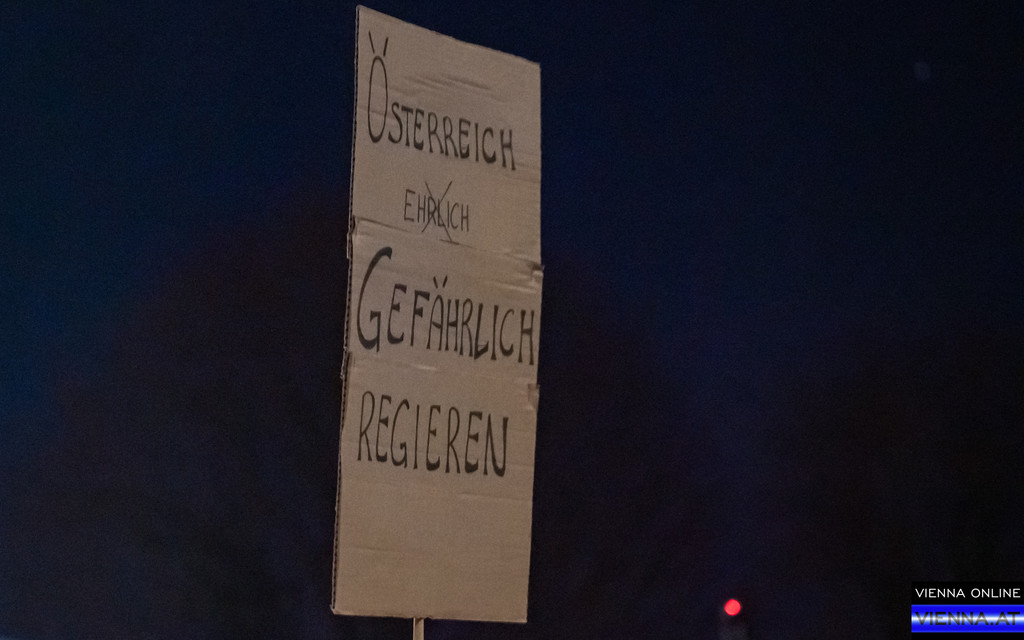 ÖSTERREICH
EHRLICH
GEFÄHRLICH
REGIEREN
VIENNA ONLINE
VIENNA.AT